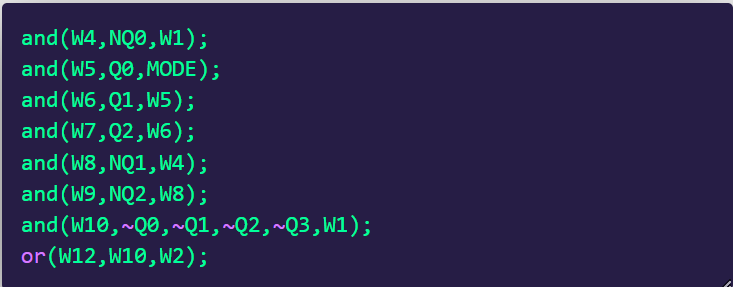 and(W4,NQ0,W1);
and(W5,Q0,MODE);
and(W6,Q1,W5);
and(W7,Q2,W6);
and(W8,NQ1,W4);
and(W9,NQ2,W8);
and(W10,~Q0,~Q1,~Q2,~Q3,W1);
or(W12,W10,W2);